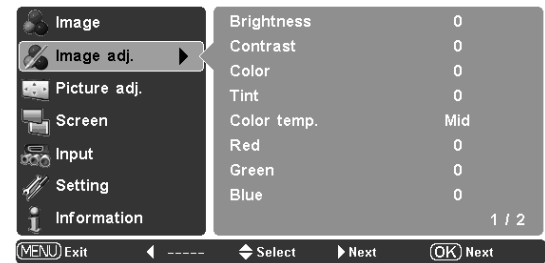 Image
Image adj.
Picture adj.
Screen
Input
Setting
Information
Brightness 0
Contrast 0
Color 0
Tint 0
Color temp. Mid
Red 0
Green 0
Blue 0
1 / 2
MENU Exit ◀ ----- Select ▶ Next OK Next